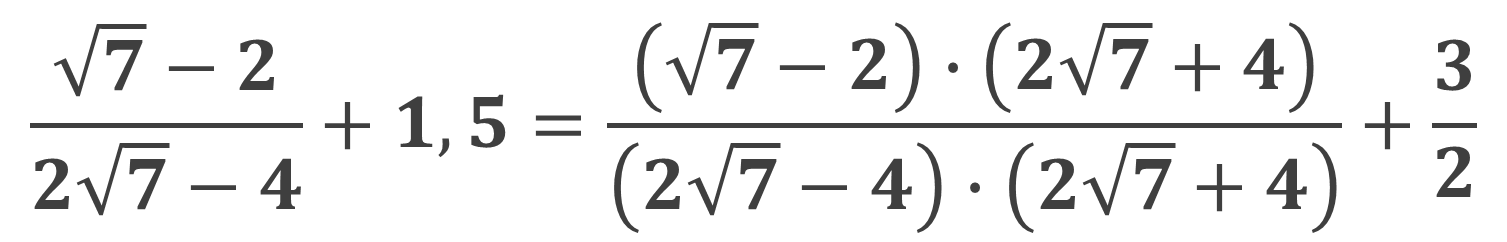 (√7 − 2)/(2√7 − 4) + 1,5 = ((√7 − 2) · (2√7 + 4))/((2√7 − 4) · (2√7 + 4)) + 3/2